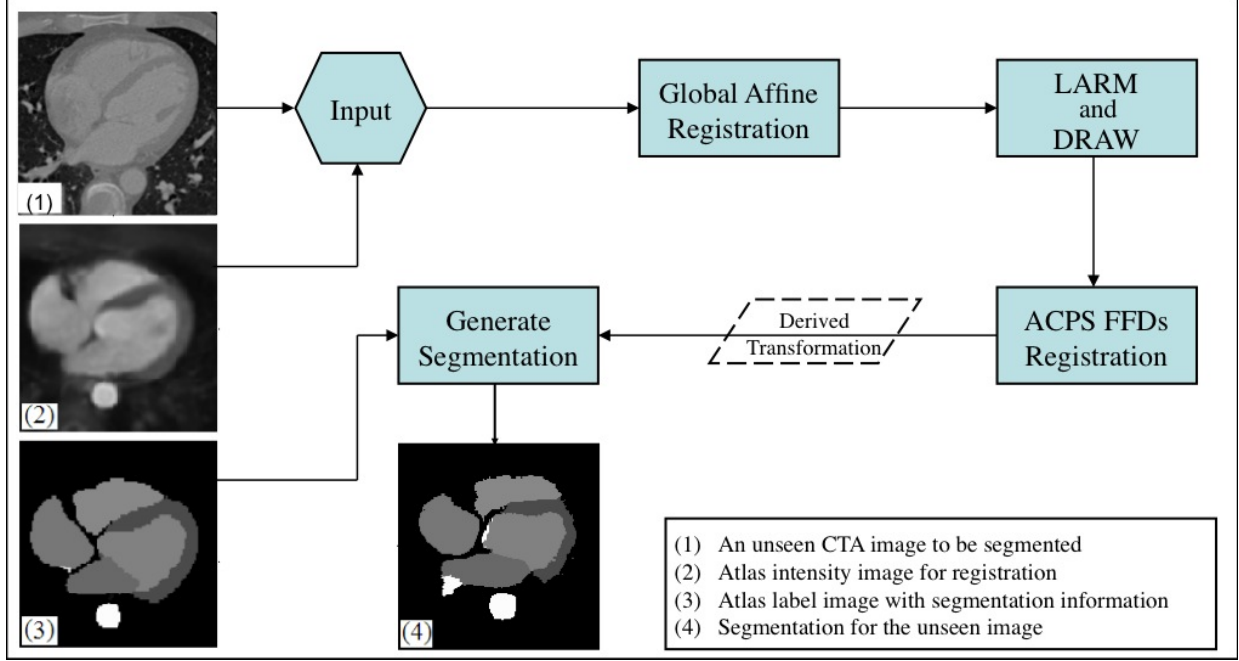 (1)
Input
Global Affine
Registration
LARM
and
DRAW
(2)
Generate
Segmentation
Derived
Transformation
ACPS FFDs
Registration
(3)
(4)
(1) An unseen CTA image to be segmented
(2) Atlas intensity image for registration
(3) Atlas label image with segmentation information
(4) Segmentation for the unseen image